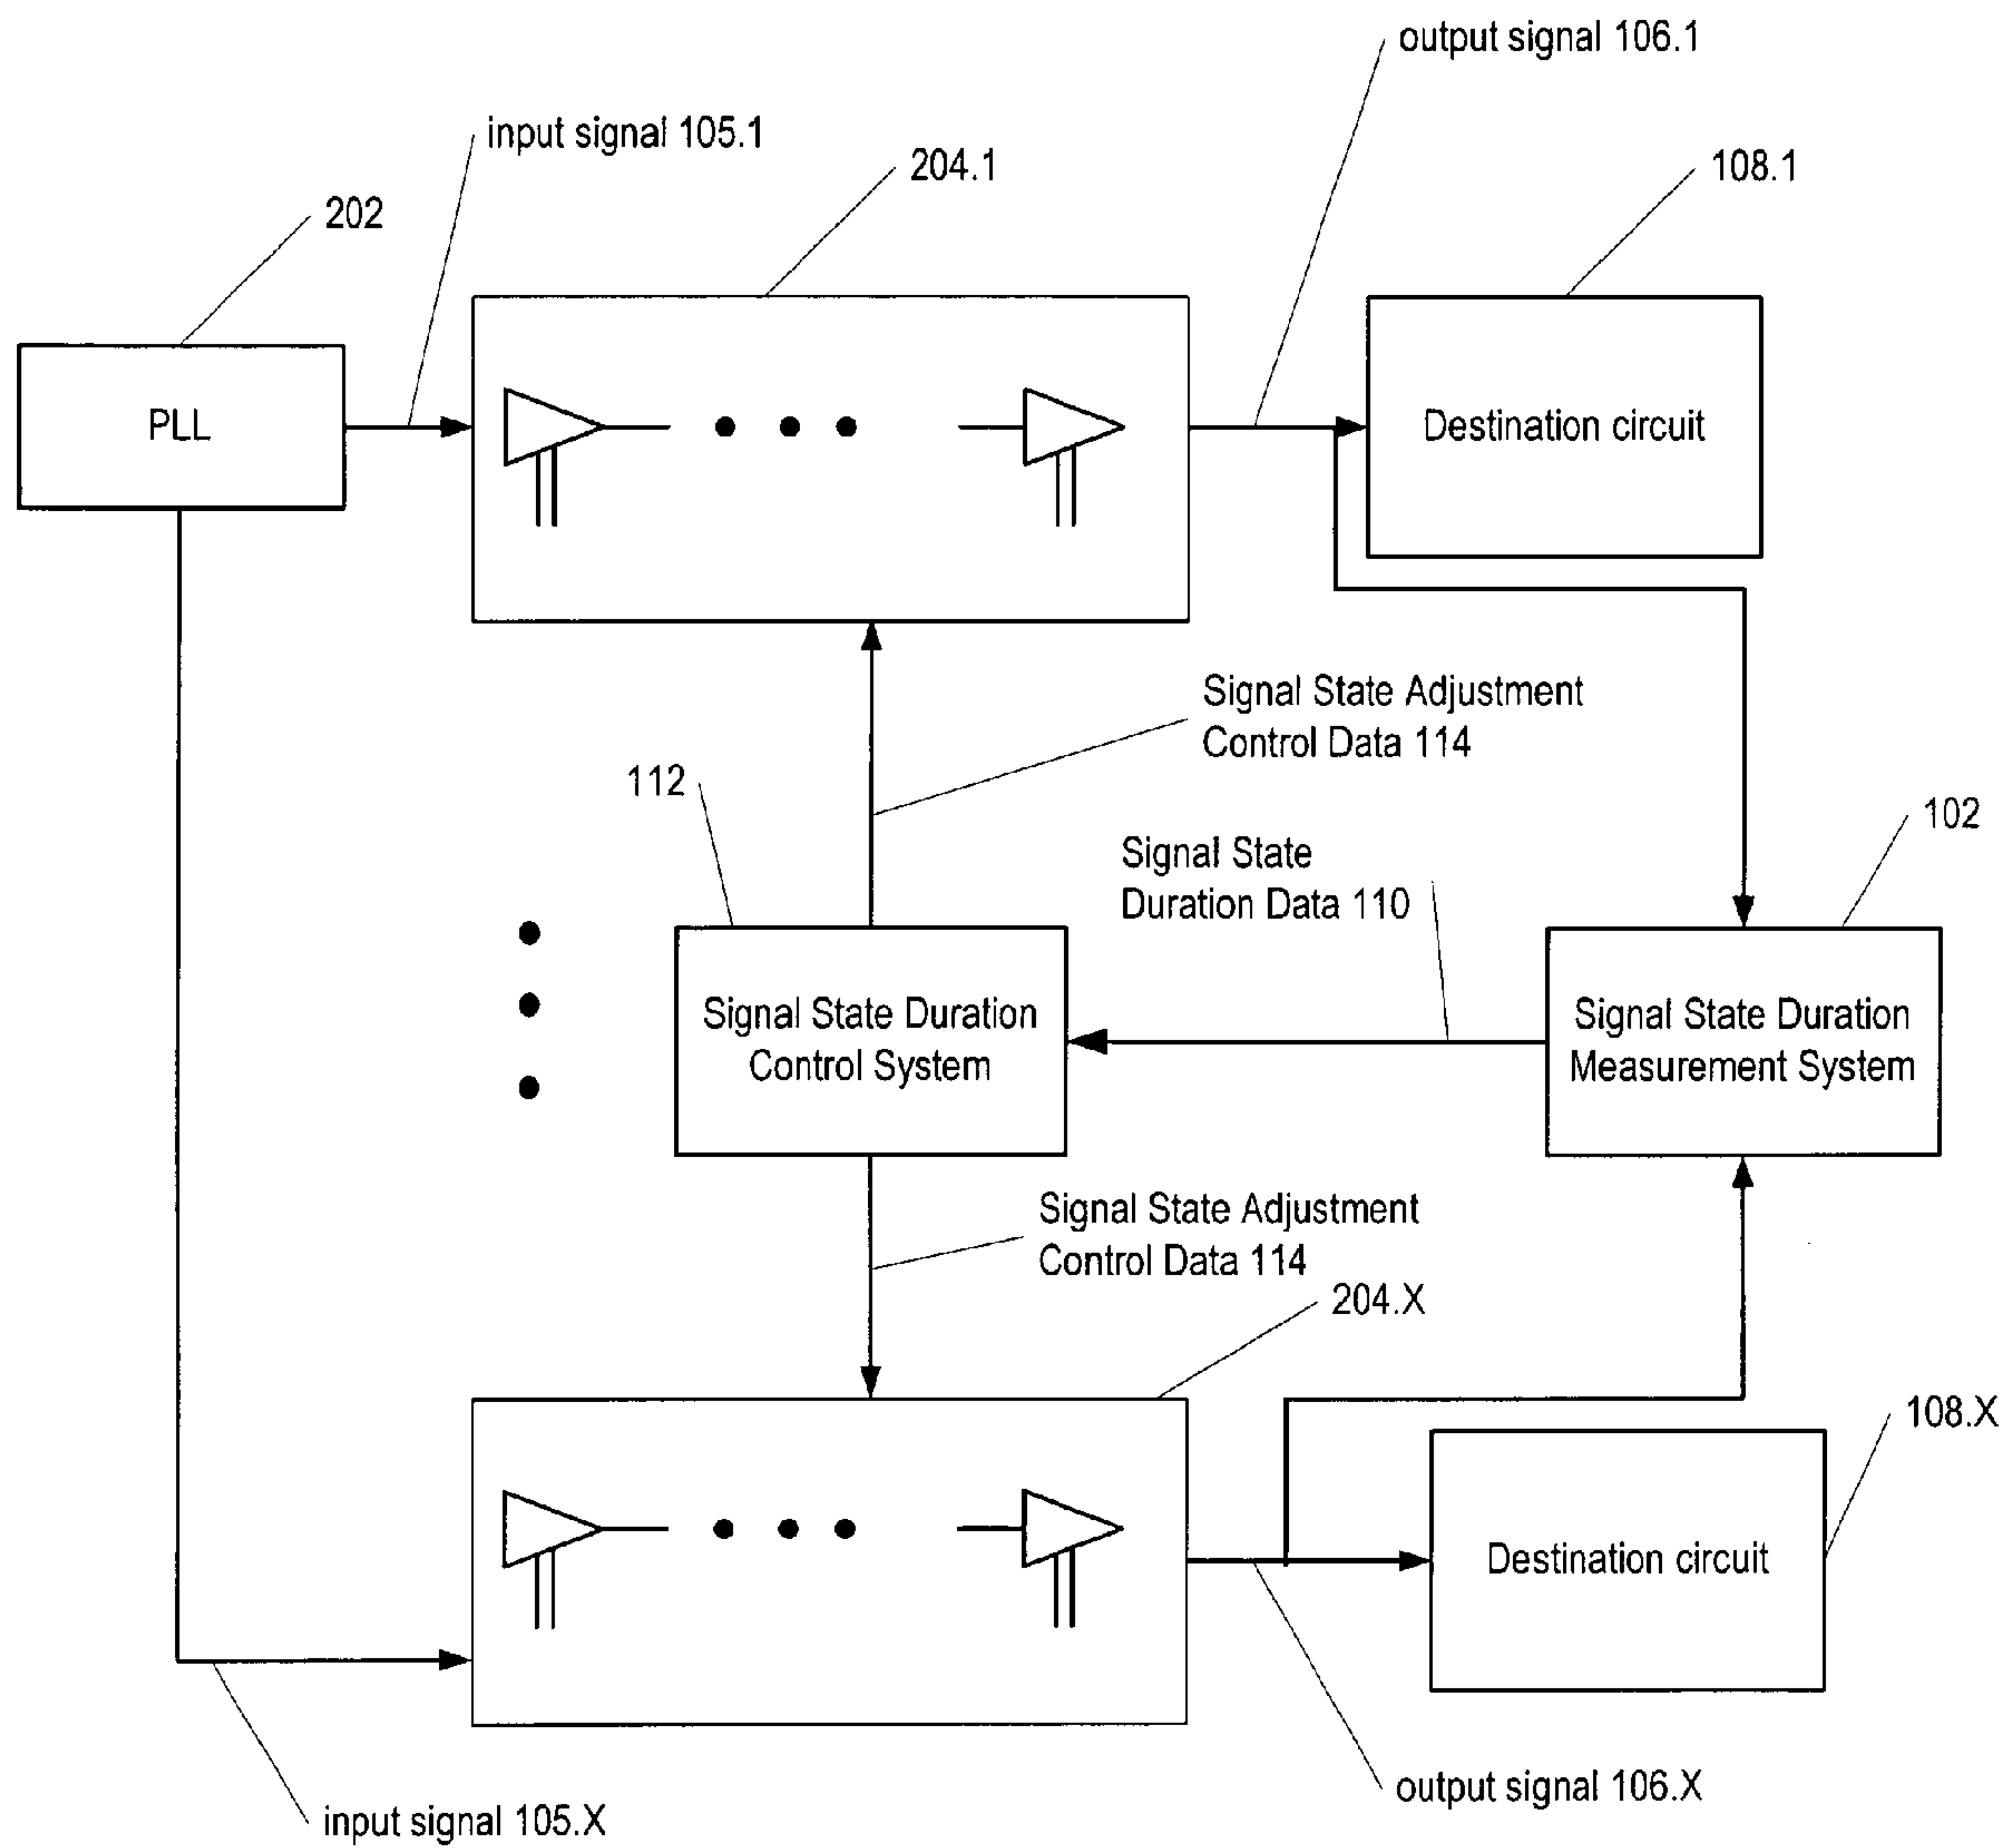 output signal 106.1
input signal 105.1
204.1
108.1
202
PLL
Destination circuit
Signal State Adjustment
Control Data 114
112
102
Signal State
Duration Data 110
Signal State Duration
Control System
Signal State Duration
Measurement System
Signal State Adjustment
Control Data 114
204.X
108.X
Destination circuit
output signal 106.X
input signal 105.X